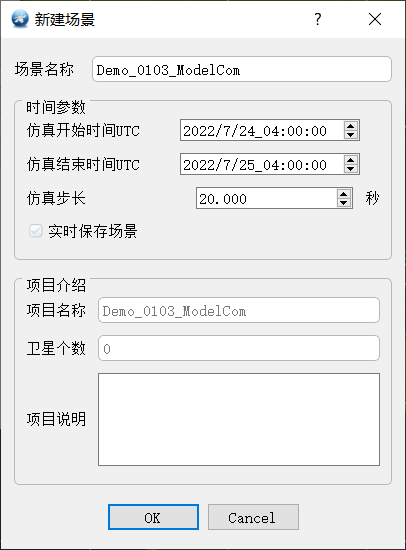 新建场景
场景名称 Demo_0103_ModelCom
时间参数
仿真开始时间UTC 2022/7/24_04:00:00
仿真结束时间UTC 2022/7/25_04:00:00
仿真步长 20.000 秒
实时保存场景
项目介绍
项目名称 Demo_0103_ModelCom
卫星个数 0
项目说明
OK Cancel